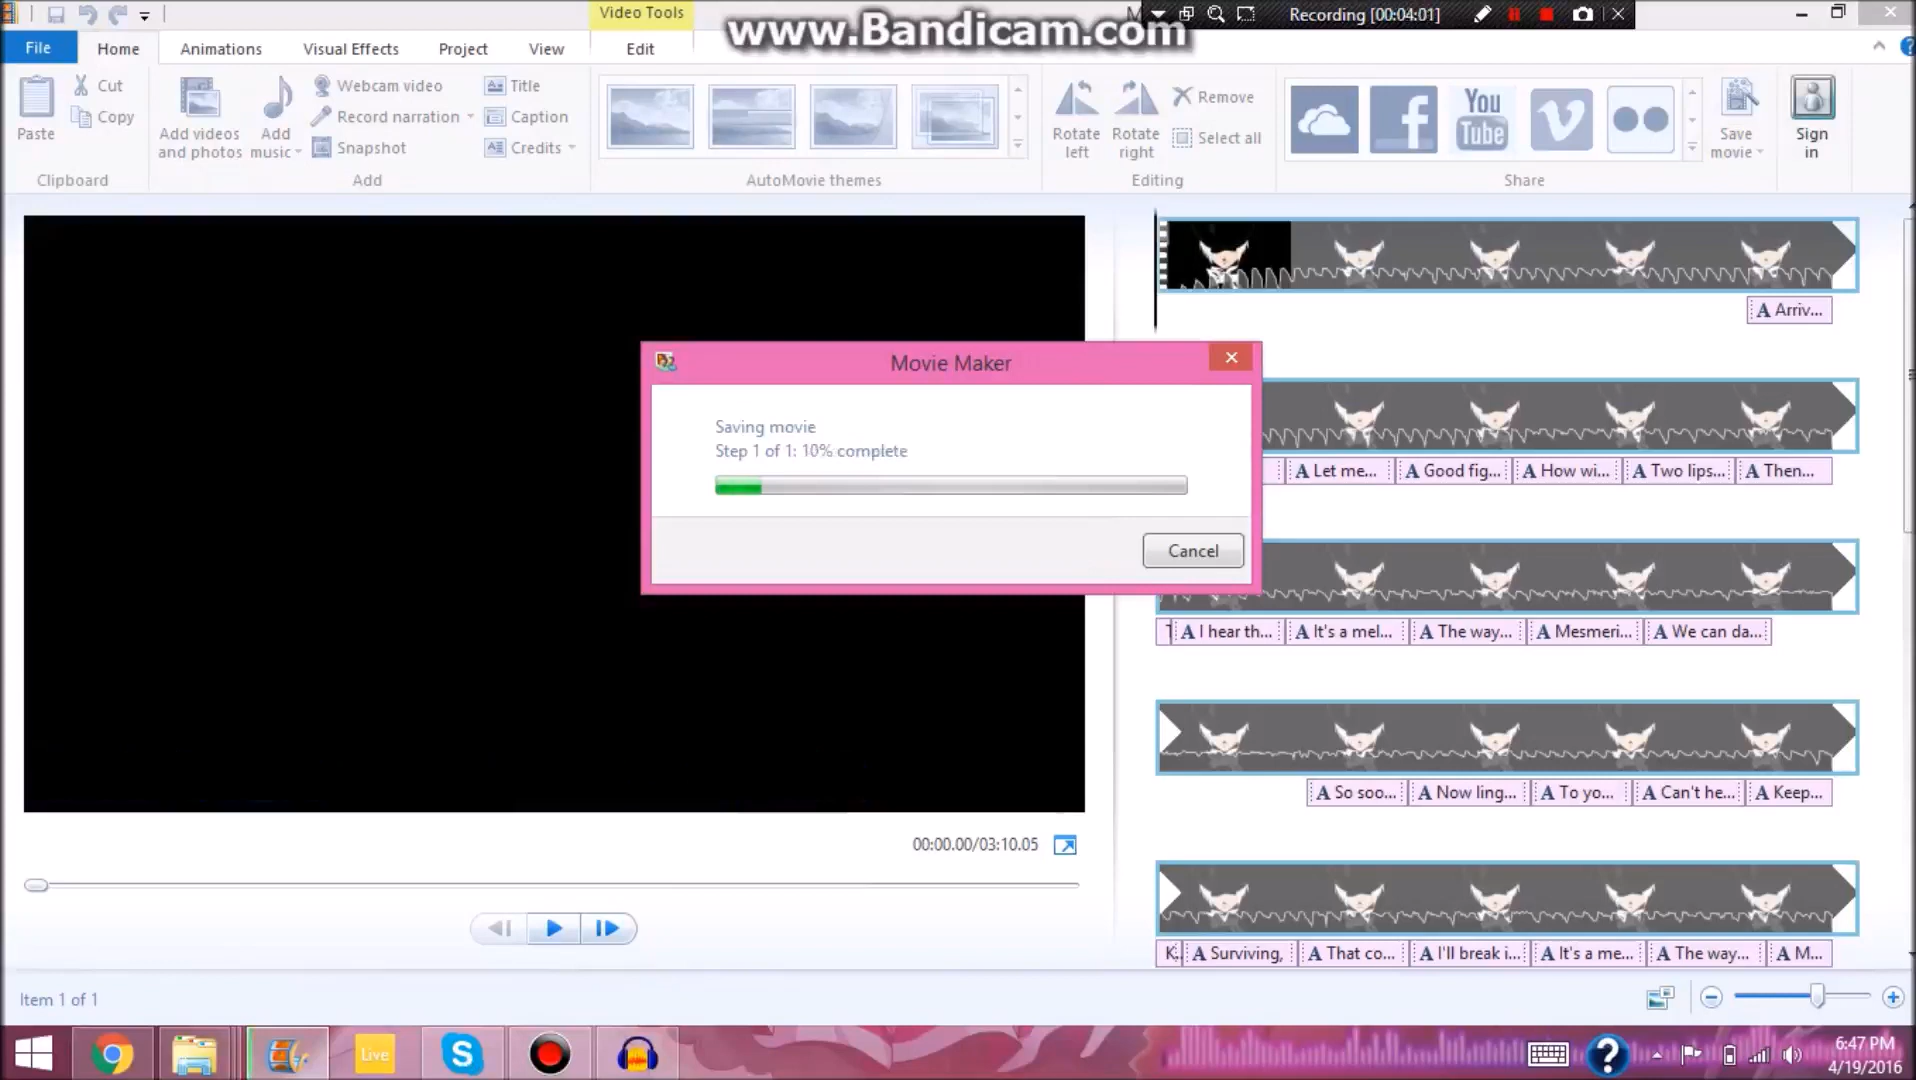 Video Tools
www.Bandicam.com
Recording [00:04:01]
File
Home
Animations
Visual Effects
Project
View
Edit
Paste
Cut
Copy
Clipboard
Add videos
and photos
Add
music
Webcam video
Record narration
Snapshot
Title
Caption
Credits
Add
AutoMovie themes
Rotate
left
Rotate
right
Remove
Select all
Editing
You
Tube
Share
Save
movie
Sign
in
A Arriv...
Movie Maker
Saving movie
Step 1 of 1: 10% complete
Cancel
A Let me...
A Good fig...
A How wi...
A Two lips...
A Then...
A I hear th...
A It's a mel...
A The way...
A Mesmeri...
A We can da...
A So soo...
A Now ling...
A To yo...
A Can't he...
A Keep...
00:00.00/03:10.05
K
A Surviving,
A That co...
A I'll break i...
A It's a me...
A The way...
A M...
Item 1 of 1
Live
6:47 PM
4/19/2016